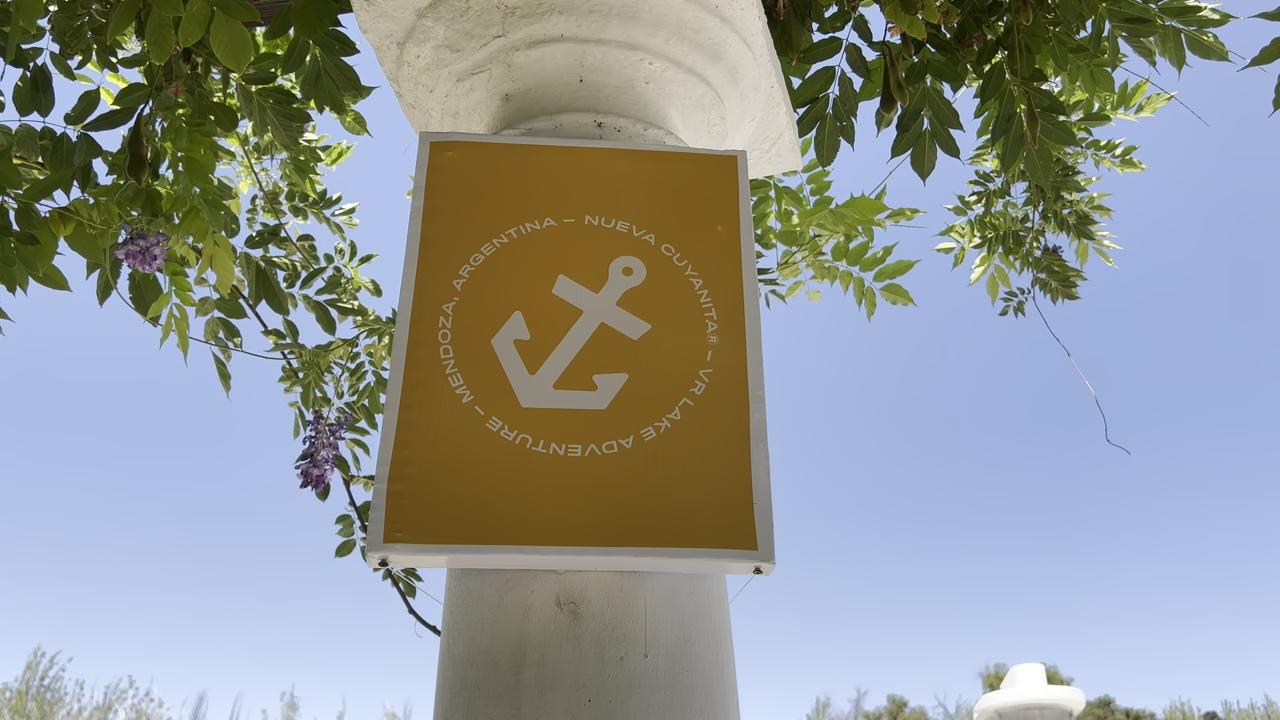 NUEVA CUYANITA® – VR LAKE ADVENTURE – MENDOZA, ARGENTINA –